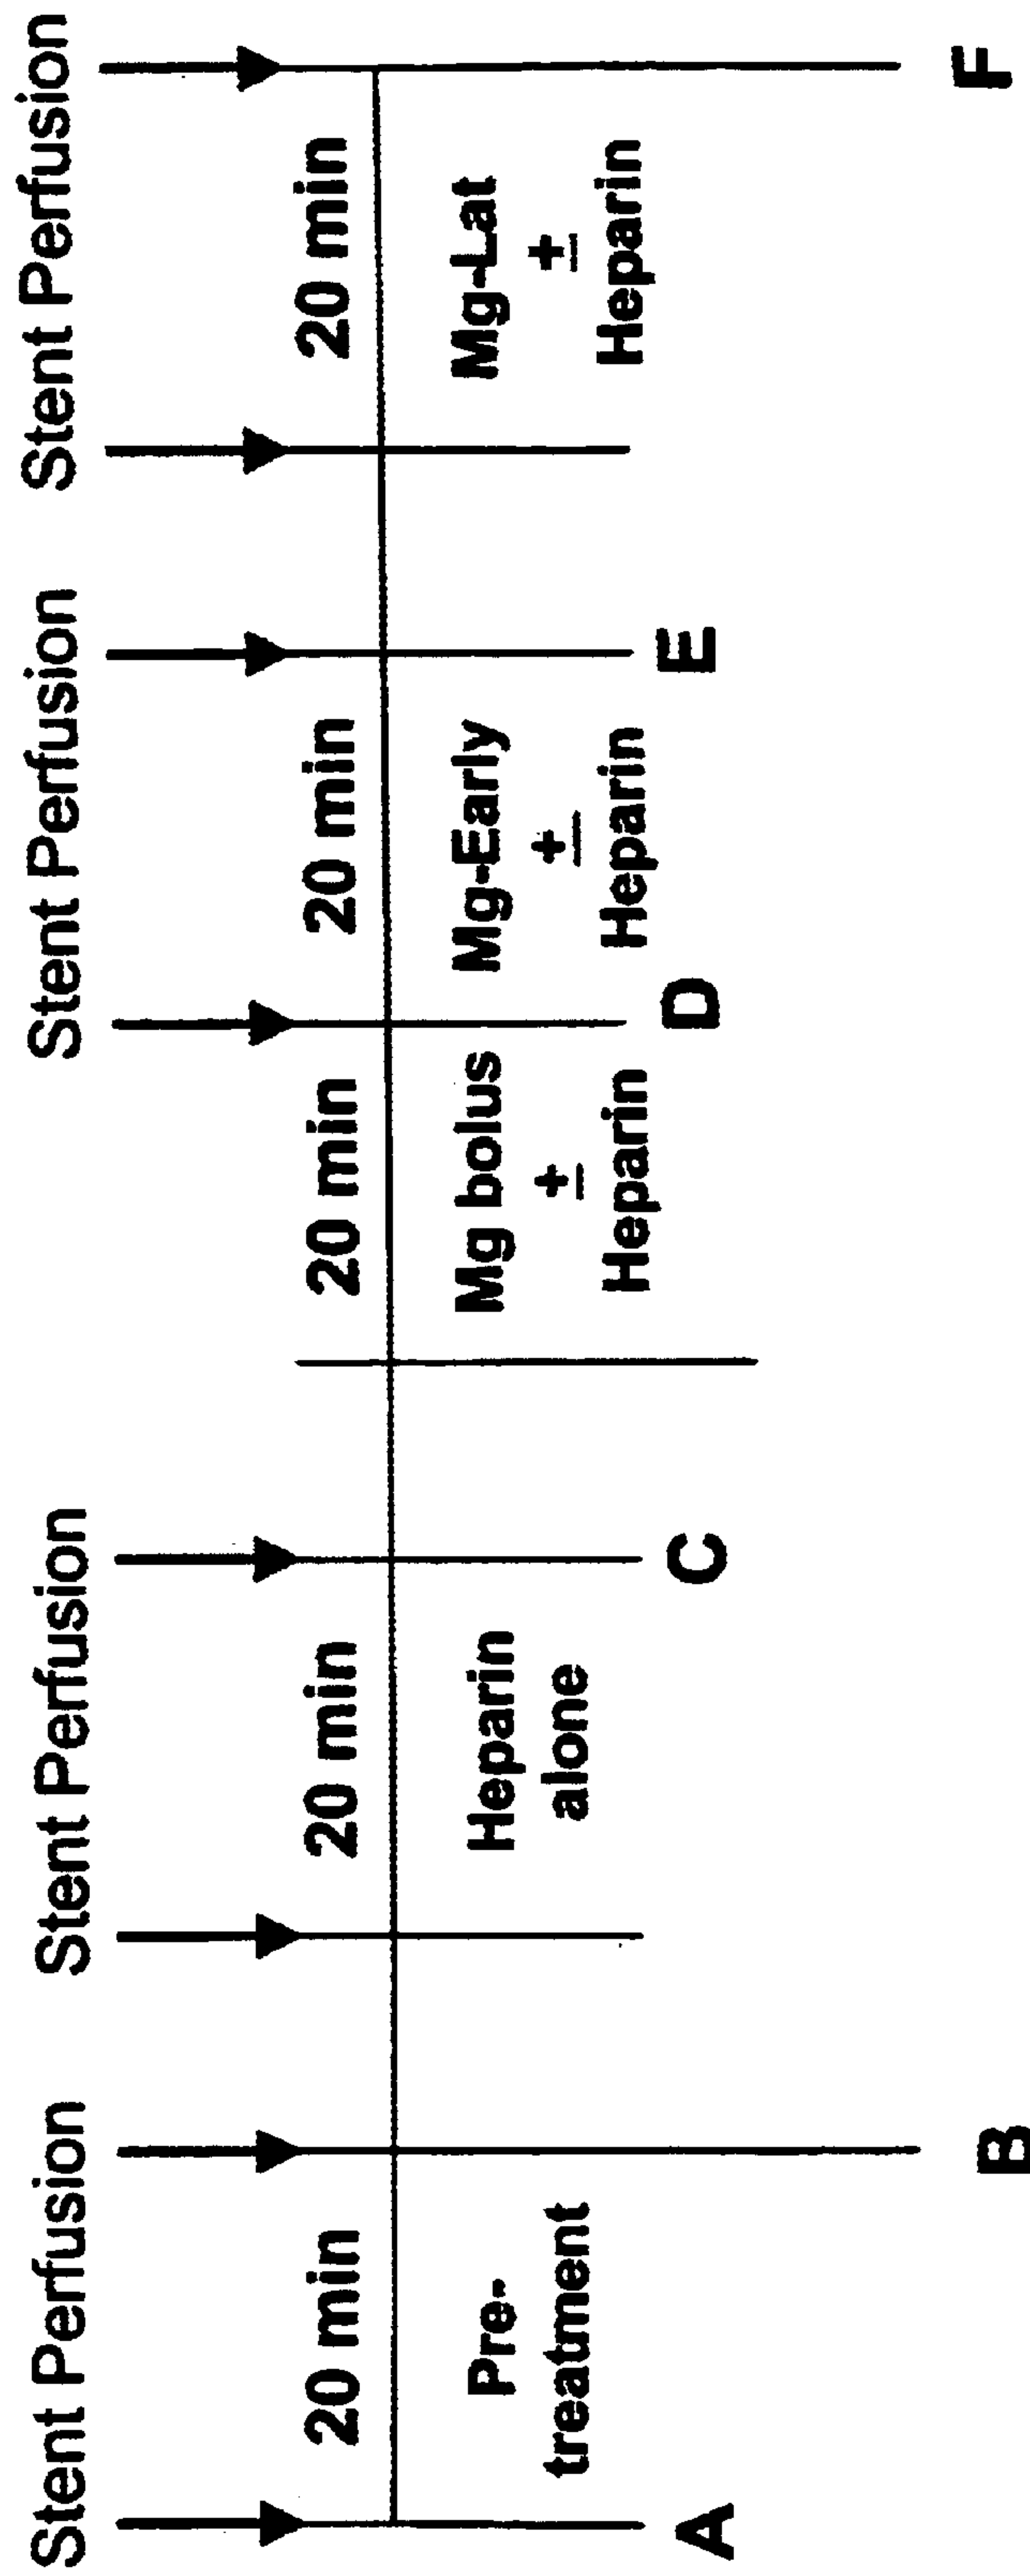 Stent Perfusion
Stent Perfusion
Stent Perfusion
Stent Perfusion
20 min
20 min
20 min
20 min
20 min
Pre-
treatment
Heparin
alone
Mg bolus
±
Heparin
Mg-Early
±
Heparin
Mg-Lat
±
Heparin
A
B
C
D
E
F